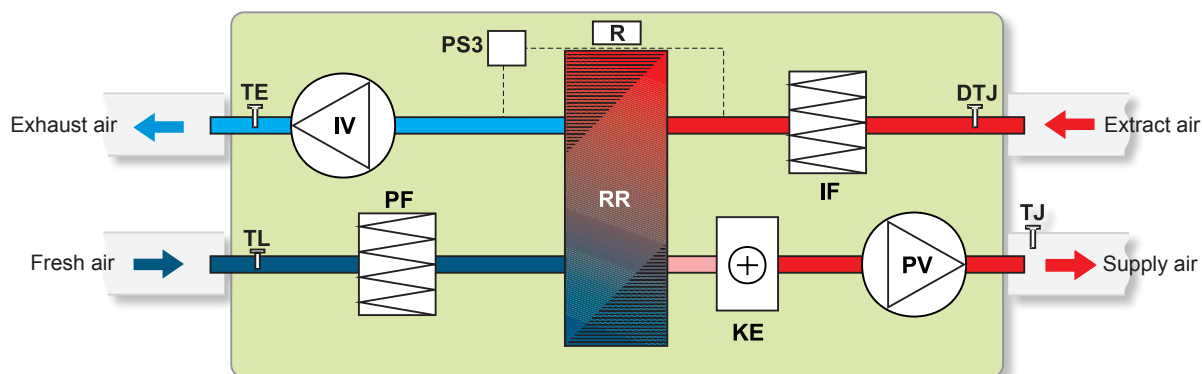 PS3
R
TE
IV
DTJ
Exhaust air
Extract air
IF
PF
RR
TL
TJ
Fresh air
PV
Supply air
KE